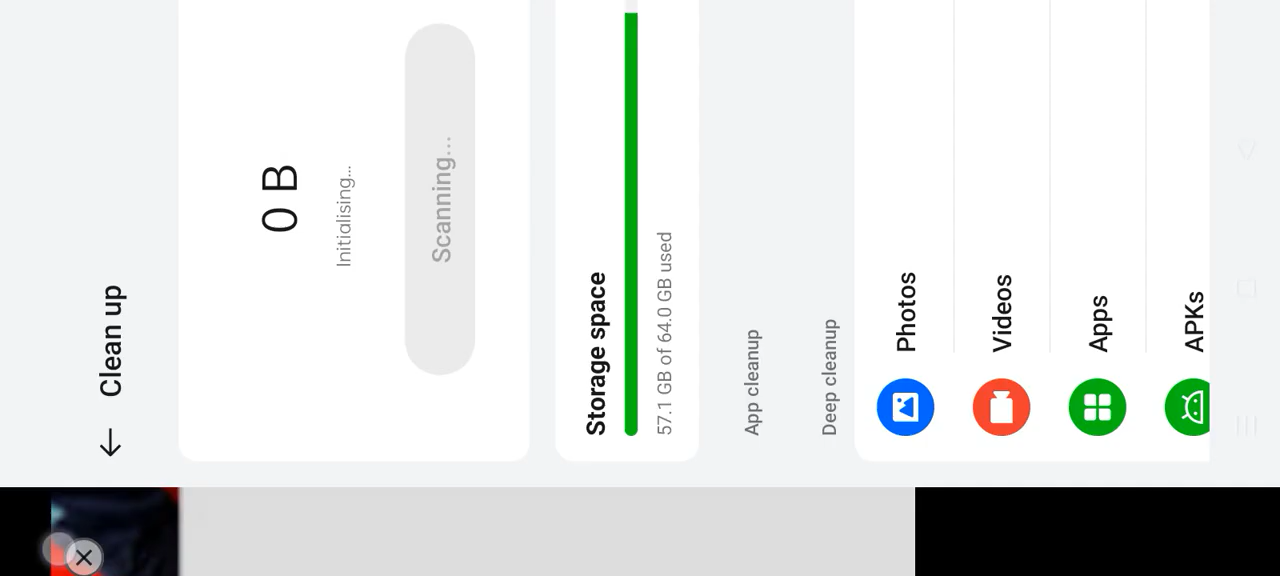 Clean up
0 B
Initialising...
Scanning...
Storage space
57.1 GB of 64.0 GB used
App cleanup
Deep cleanup
Photos
Videos
Apps
APKs